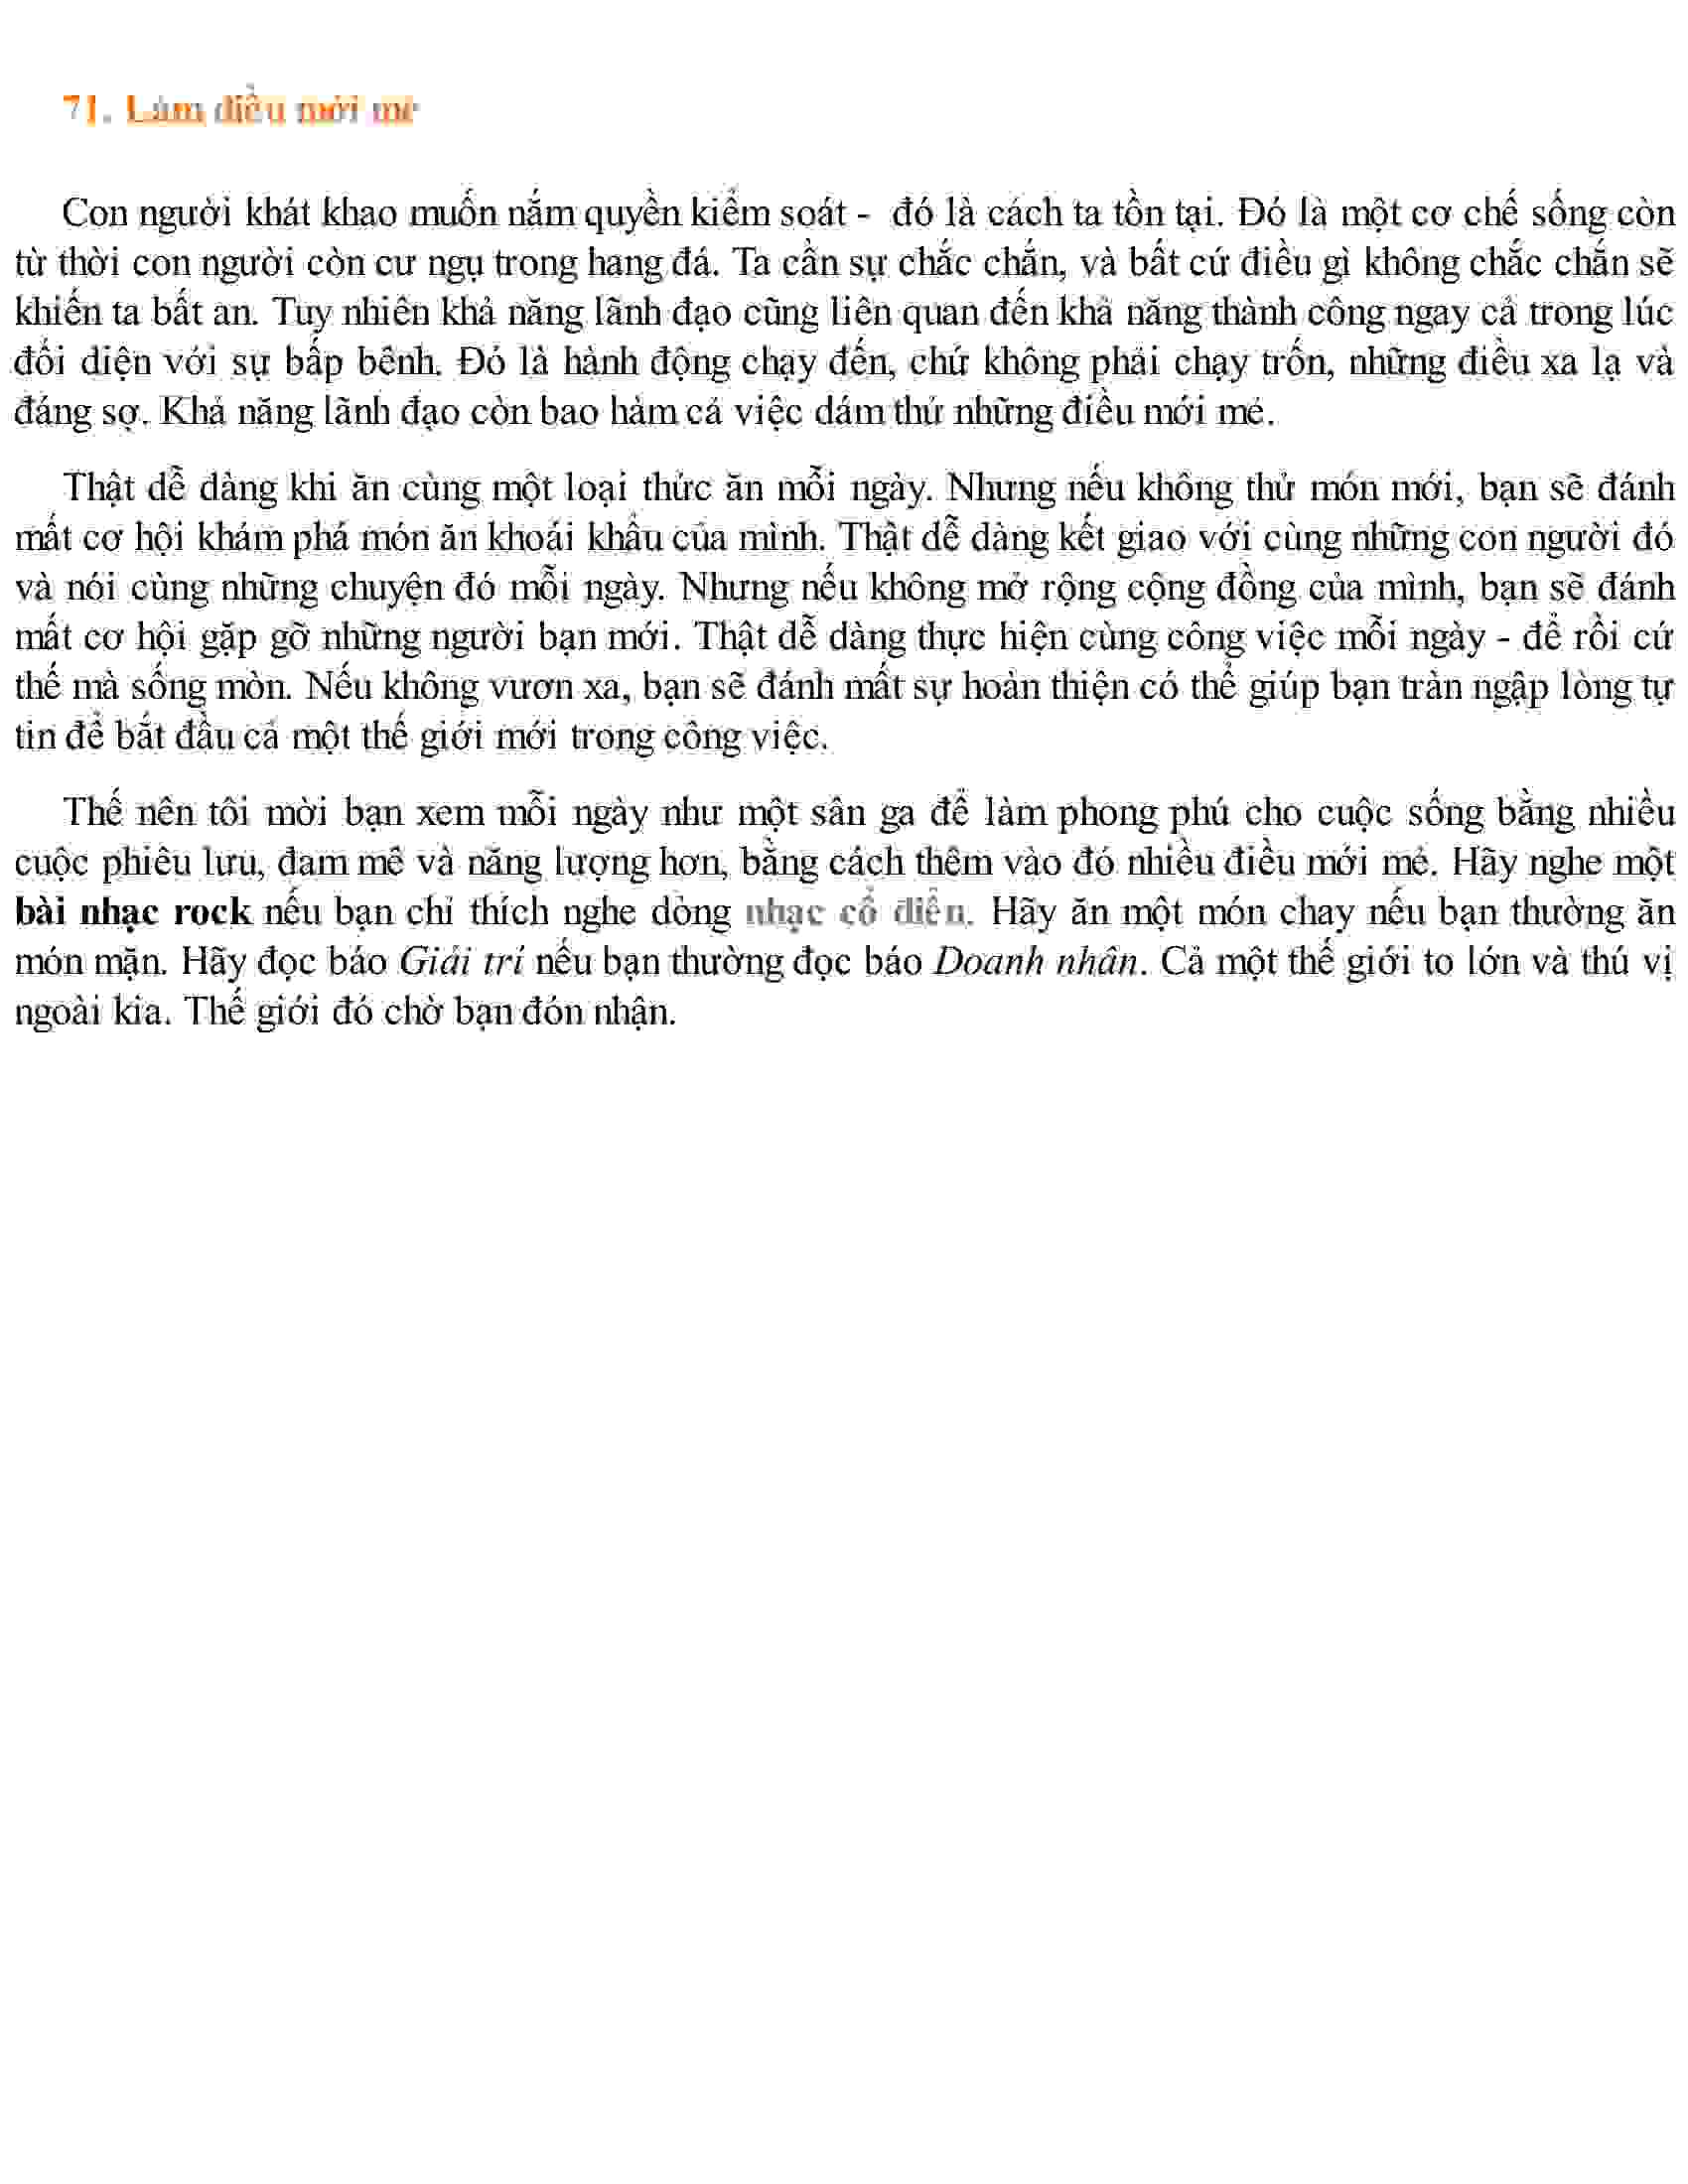 71. Làm điều mới mẻ
Con người khát khao muốn nắm quyền kiểm soát - đó là cách ta tồn tại. Đó là một cơ chế sống còn
từ thời con người còn cư ngụ trong hang đá. Ta cần sự chắc chắn, và bất cứ điều gì không chắc chắn sẽ
khiến ta bất an. Tuy nhiên khả năng lãnh đạo cũng liên quan đến khả năng thành công ngay cả trong lúc
đối diện với sự bấp bênh. Đó là hành động chạy đến, chứ không phải chạy trốn, những điều xa lạ và
đáng sợ. Khả năng lãnh đạo còn bao hàm cả việc dám thử những điều mới mẻ.
Thật dễ dàng khi ăn cùng một loại thức ăn mỗi ngày. Nhưng nếu không thử món mới, bạn sẽ đánh
mất cơ hội khám phá món ăn khoái khẩu của mình. Thật dễ dàng kết giao với cùng những con người đó
và nói cùng những chuyện đó mỗi ngày. Nhưng nếu không mở rộng cộng đồng của mình, bạn sẽ đánh
mất cơ hội gặp gỡ những người bạn mới. Thật dễ dàng thực hiện cùng công việc mỗi ngày - để rồi cứ
thế mà sống mòn. Nếu không vươn xa, bạn sẽ đánh mất sự hoàn thiện có thể giúp bạn tràn ngập lòng tự
tin để bắt đầu cả một thế giới mới trong công việc.
Thế nên tôi mời bạn xem mỗi ngày như một sân ga để làm phong phú cho cuộc sống bằng nhiều
cuộc phiêu lưu, đam mê và năng lượng hơn, bằng cách thêm vào đó nhiều điều mới mẻ. Hãy nghe một
bài nhạc rock nếu bạn chỉ thích nghe dòng nhạc cổ điển. Hãy ăn một món chay nếu bạn thường ăn
món mặn. Hãy đọc báo Giải trí nếu bạn thường đọc báo Doanh nhân. Cả một thế giới to lớn và thú vị
ngoài kia. Thế giới đó chờ bạn đón nhận.